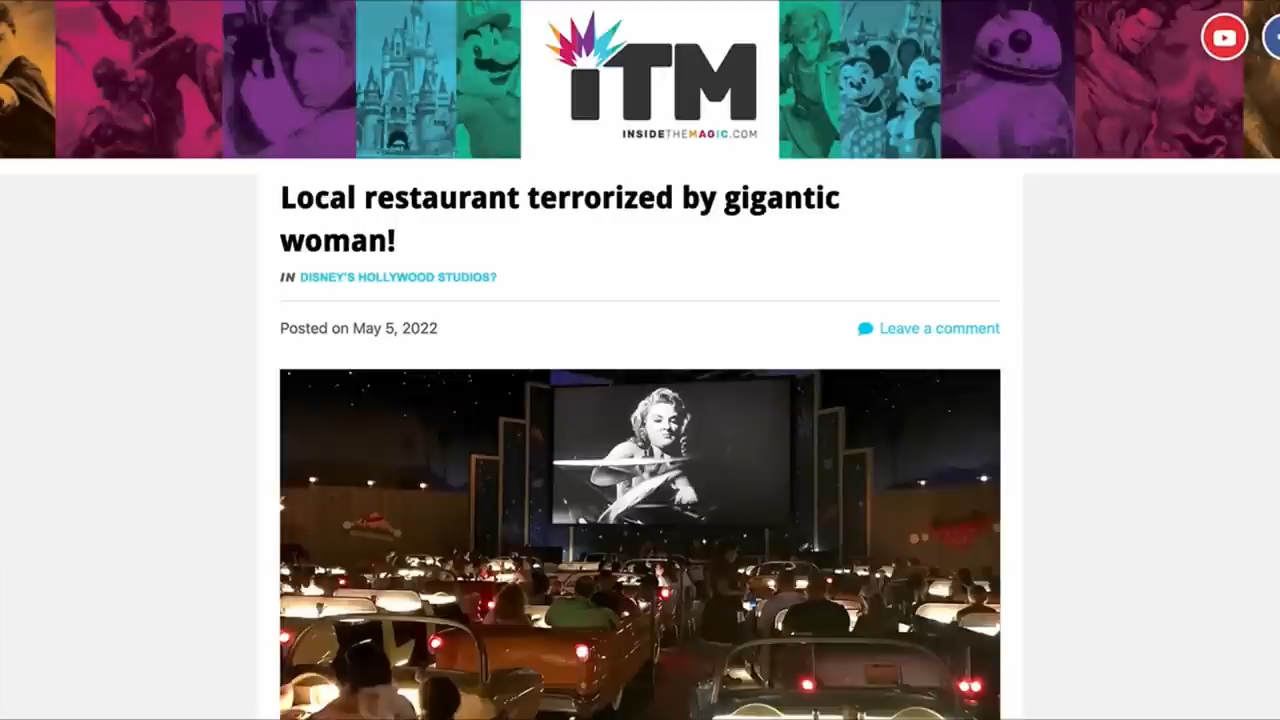 iTM
INSIDETHEMAGIC.COM
Local restaurant terrorized by gigantic
woman!
IN DISNEY'S HOLLYWOOD STUDIOS?
Posted on May 5, 2022
Leave a comment